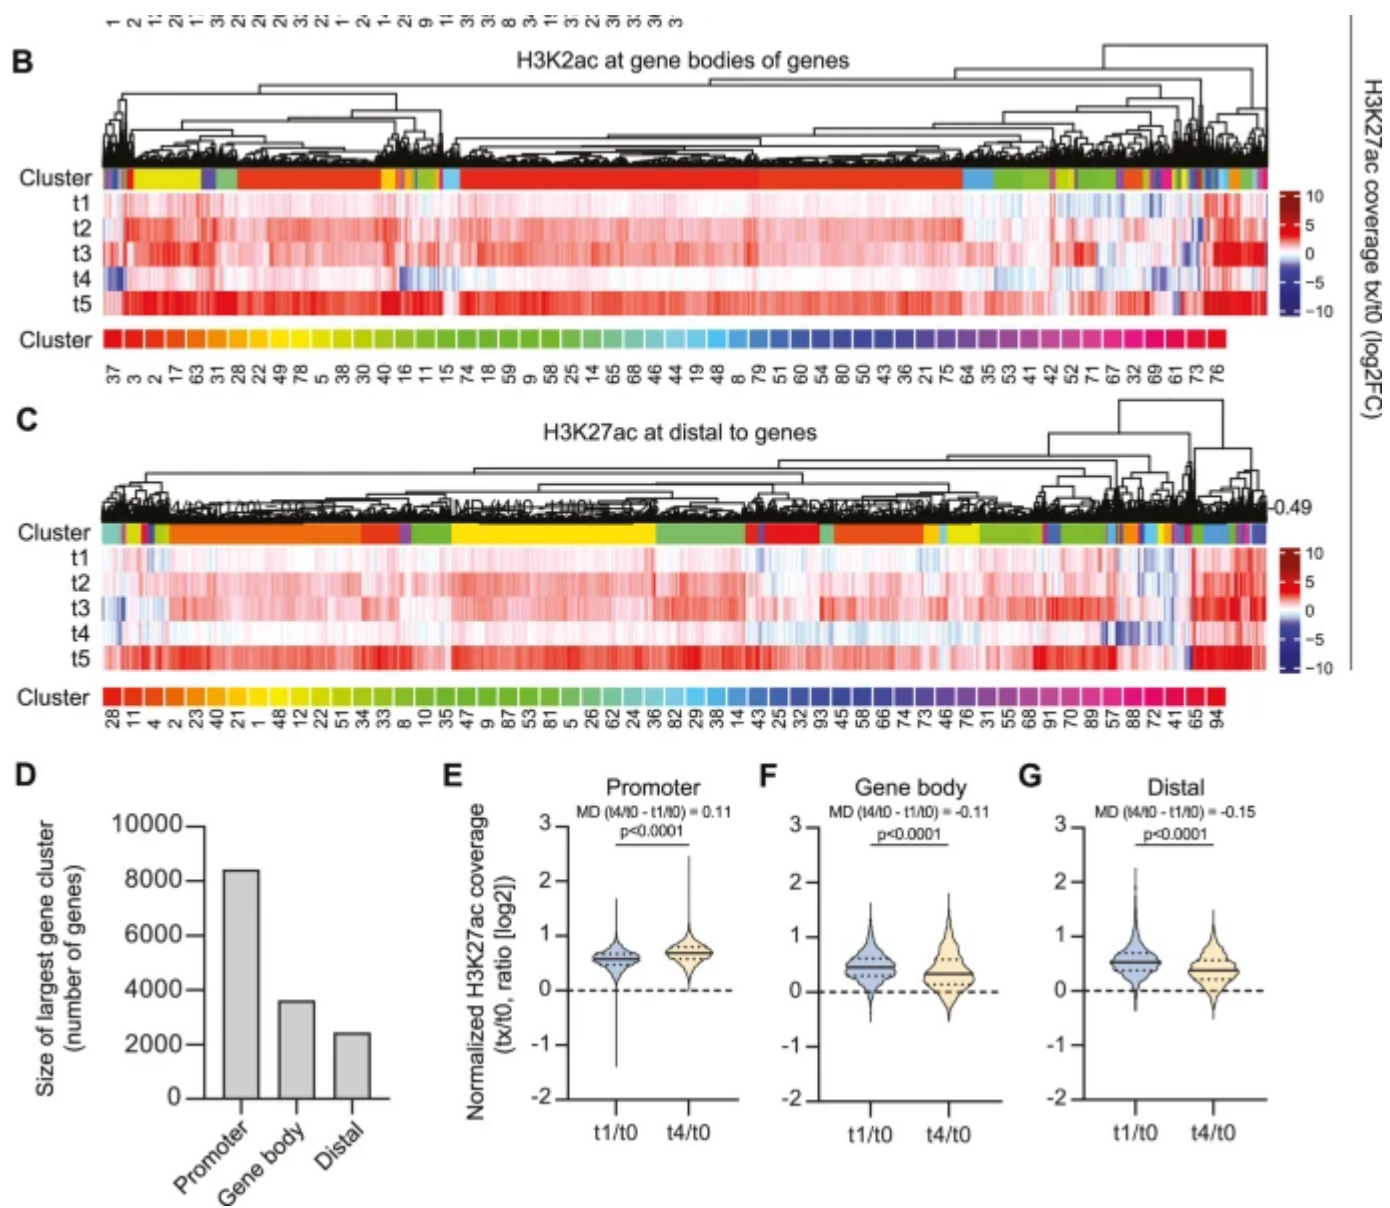 B
H3K2ac at gene bodies of genes
Cluster
t1
t2
t3
t4
t5
10
5
0
−5
−10
Cluster
37 3 2 17 63 31 28 22 49 78 5 38 30 40 16 11 15 74 18 59 9 58 25 14 65 68 46 44 19 48 8 79 51 60 54 80 50 43 36 21 75 64 35 53 41 42 52 71 67 32 69 61 73 76
H3K27ac coverage tx/t0 (log2FC)
C
H3K27ac at distal to genes
-0.49
Cluster
t1
t2
t3
t4
t5
10
5
0
−5
−10
Cluster
28 11 4 2 23 40 21 1 48 12 22 51 34 33 8 10 35 47 9 87 53 81 5 26 62 24 36 82 29 38 14 43 25 32 93 45 58 66 74 73 46 76 31 55 68 91 70 89 57 88 72 41 65 94
D
Size of largest gene cluster
(number of genes)
10000
8000
6000
4000
2000
0
Promoter
Gene body
Distal
E
Promoter
MD (t4/t0 - t1/t0) = 0.11
p<0.0001
Normalized H3K27ac coverage
(tx/t0, ratio [log2])
3
2
1
0
-1
-2
t1/t0 t4/t0
F
Gene body
MD (t4/t0 - t1/t0) = -0.11
p<0.0001
3
2
1
0
-1
-2
t1/t0 t4/t0
G
Distal
MD (t4/t0 - t1/t0) = -0.15
p<0.0001
3
2
1
0
-1
-2
t1/t0 t4/t0